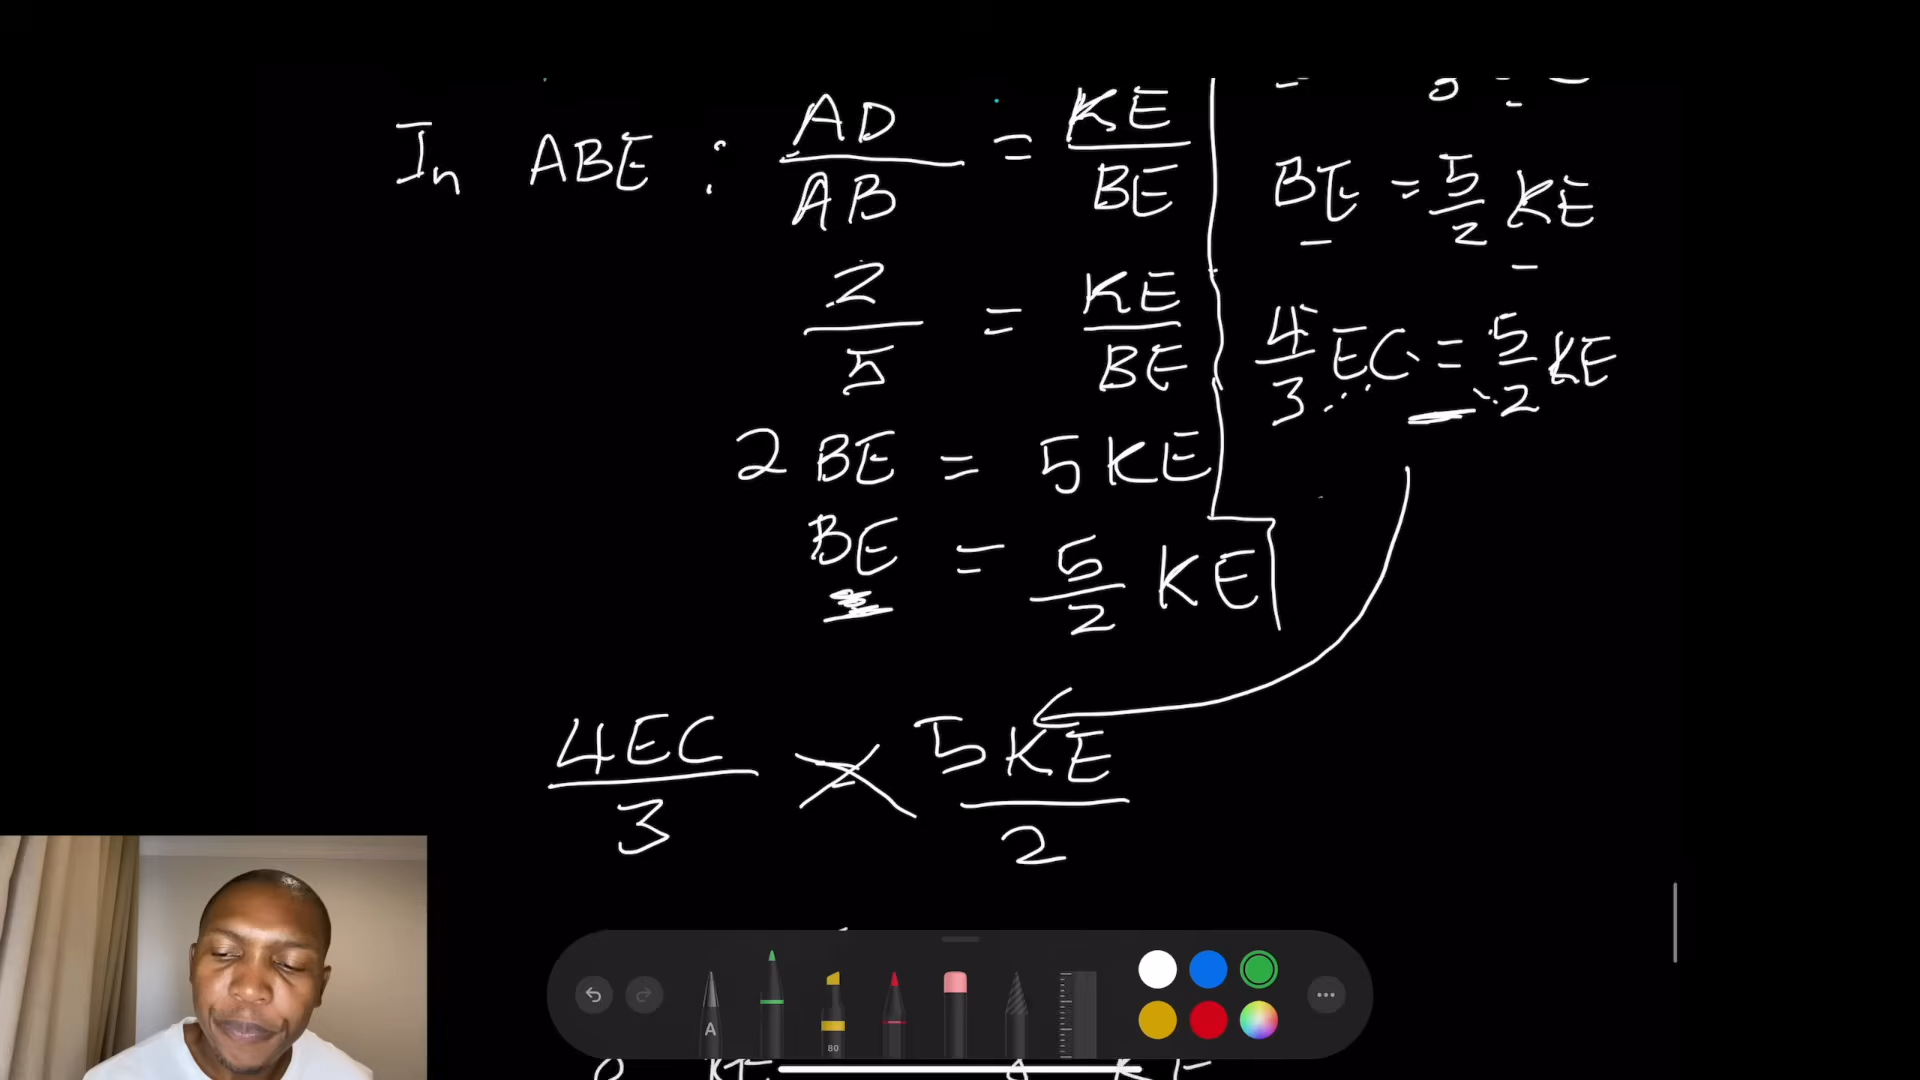 In ABE : AD/AB = KE/BE
2/5 = KE/BE
2 BE = 5 KE
BE = 5/2 KE
BE = 5/2 KE
4/3 EC = 5/2 KE
4EC/3 = 5KE/2
A
80